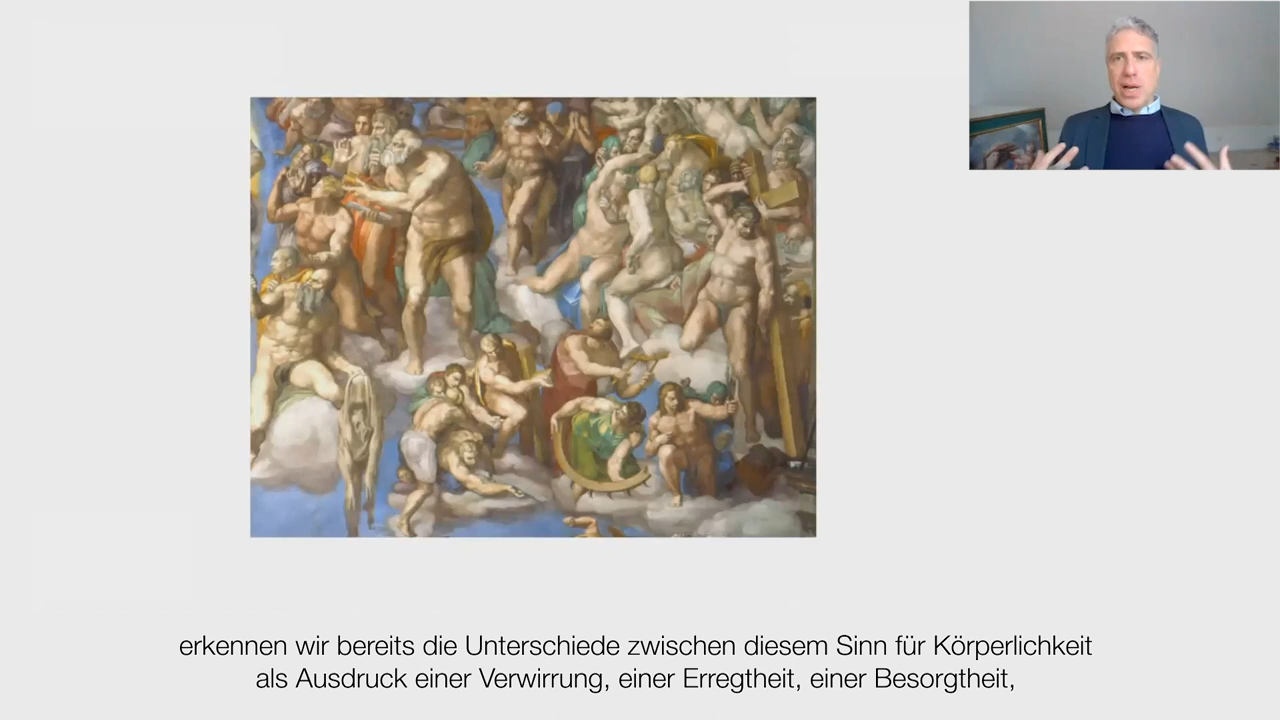 erkennen wir bereits die Unterschiede zwischen diesem Sinn für Körperlichkeit
als Ausdruck einer Verwirrung, einer Erregtheit, einer Besorgtheit,